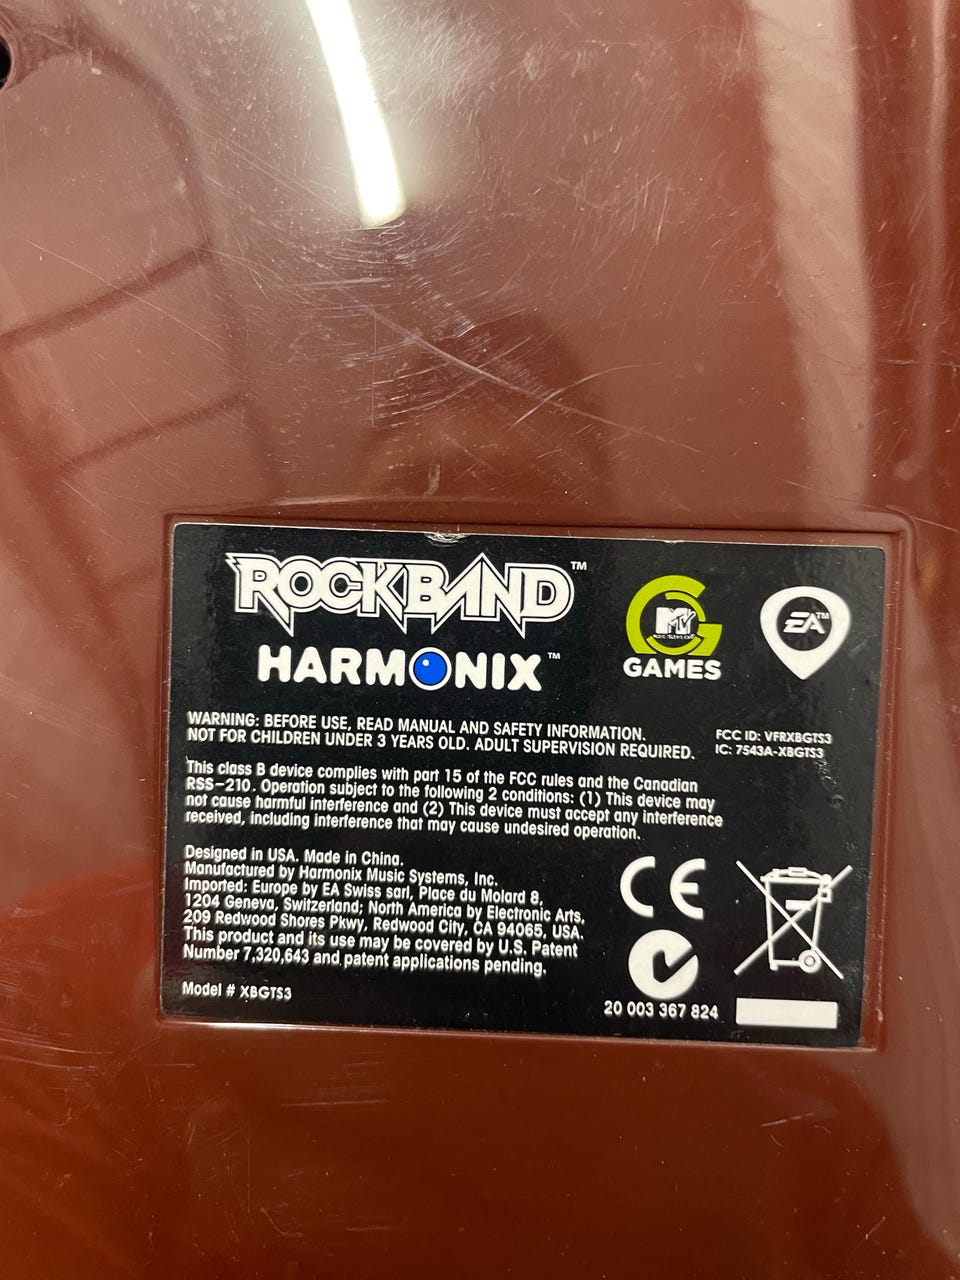 ROCKBAND™
HARMONIX™
MTV
MUSIC TELEVISION
GAMES
EA™
WARNING: BEFORE USE, READ MANUAL AND SAFETY INFORMATION.
NOT FOR CHILDREN UNDER 3 YEARS OLD. ADULT SUPERVISION REQUIRED.
FCC ID: VFRXBGTS3
IC: 7543A-XBGTS3
This class B device complies with part 15 of the FCC rules and the Canadian
RSS-210. Operation subject to the following 2 conditions: (1) This device may
not cause harmful interference and (2) This device must accept any interference
received, including interference that may cause undesired operation.
Designed in USA. Made in China.
Manufactured by Harmonix Music Systems, Inc.
Imported: Europe by EA Swiss sarl, Place du Molard 8,
1204 Geneva, Switzerland; North America by Electronic Arts,
209 Redwood Shores Pkwy, Redwood City, CA 94065, USA.
This product and its use may be covered by U.S. Patent
Number 7,320,643 and patent applications pending.
Model # XBGTS3
CE
20 003 367 824